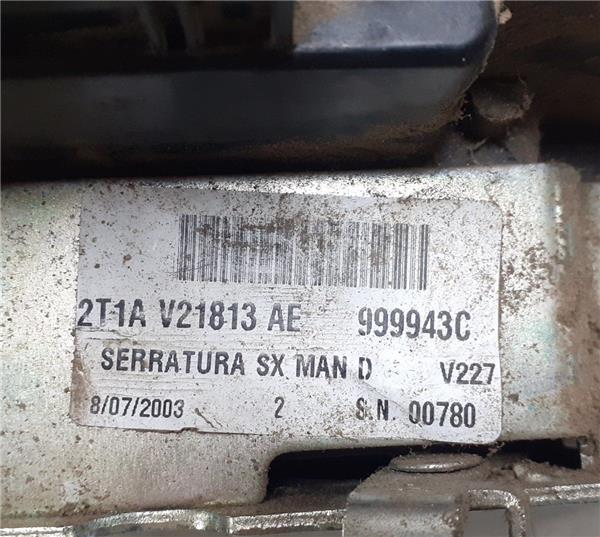 2T1A V21813 AE 999943C
SERRATURA SX MAN D V227
8/07/2003 2 S.N. 00780